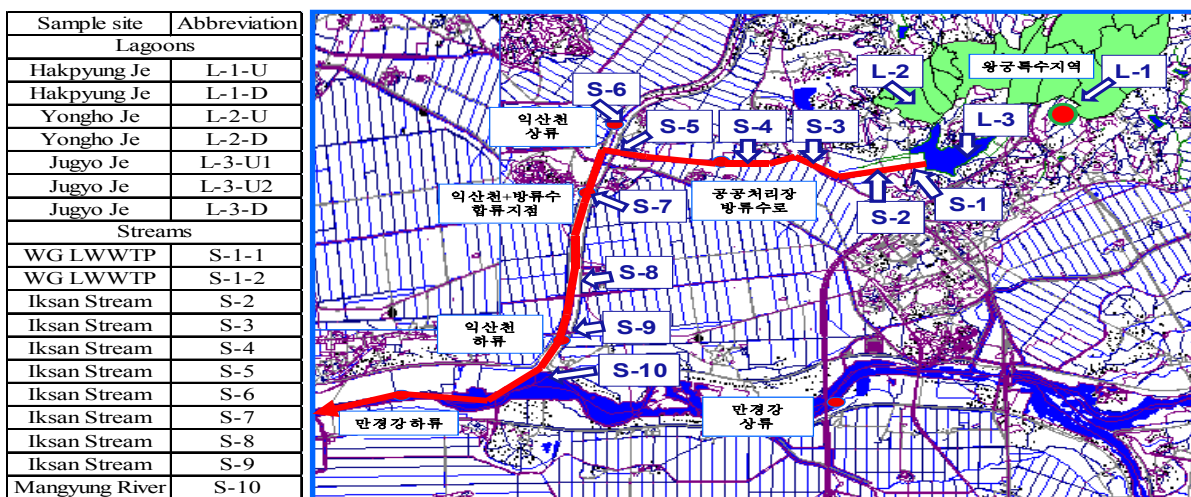 Sample site Abbreviation
Lagoons
Hakpyung Je L-1-U
Hakpyung Je L-1-D
Yongho Je L-2-U
Yongho Je L-2-D
Jugyo Je L-3-U1
Jugyo Je L-3-U2
Jugyo Je L-3-D
Streams
WG LWWTP S-1-1
WG LWWTP S-1-2
Iksan Stream S-2
Iksan Stream S-3
Iksan Stream S-4
Iksan Stream S-5
Iksan Stream S-6
Iksan Stream S-7
Iksan Stream S-8
Iksan Stream S-9
Mangyung River S-10
왕궁특수지역
L-2
L-1
S-6
익산천
상류
S-5
S-4
S-3
L-3
익산천+방류수
합류지점
S-7
공공처리장
방류수로
S-2
S-1
S-8
익산천
하류
S-9
S-10
만경강하류
만경강
상류